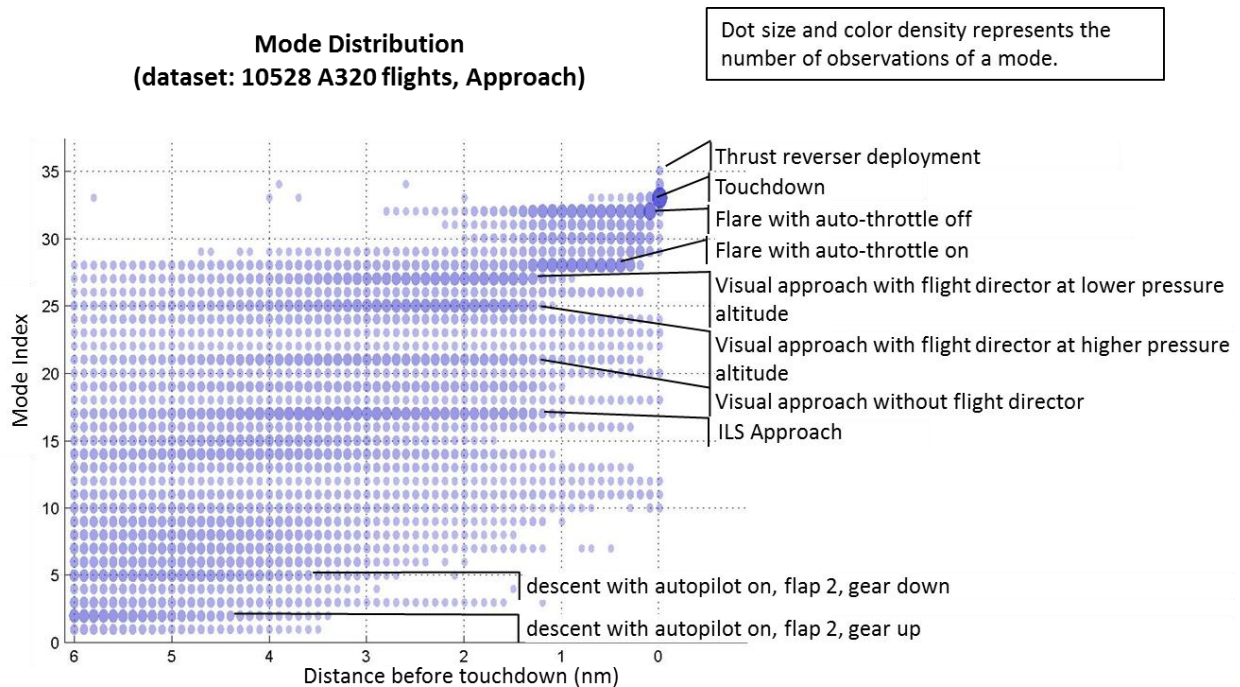 Mode Distribution
(dataset: 10528 A320 flights, Approach)
Dot size and color density represents the
number of observations of a mode.
Thrust reverser deployment
Touchdown
Flare with auto-throttle off
Flare with auto-throttle on
Visual approach with flight director at lower pressure
altitude
Visual approach with flight director at higher pressure
altitude
Visual approach without flight director
ILS Approach
descent with autopilot on, flap 2, gear down
descent with autopilot on, flap 2, gear up
Mode Index
35
30
25
20
15
10
5
0
6 5 4 3 2 1 0
Distance before touchdown (nm)